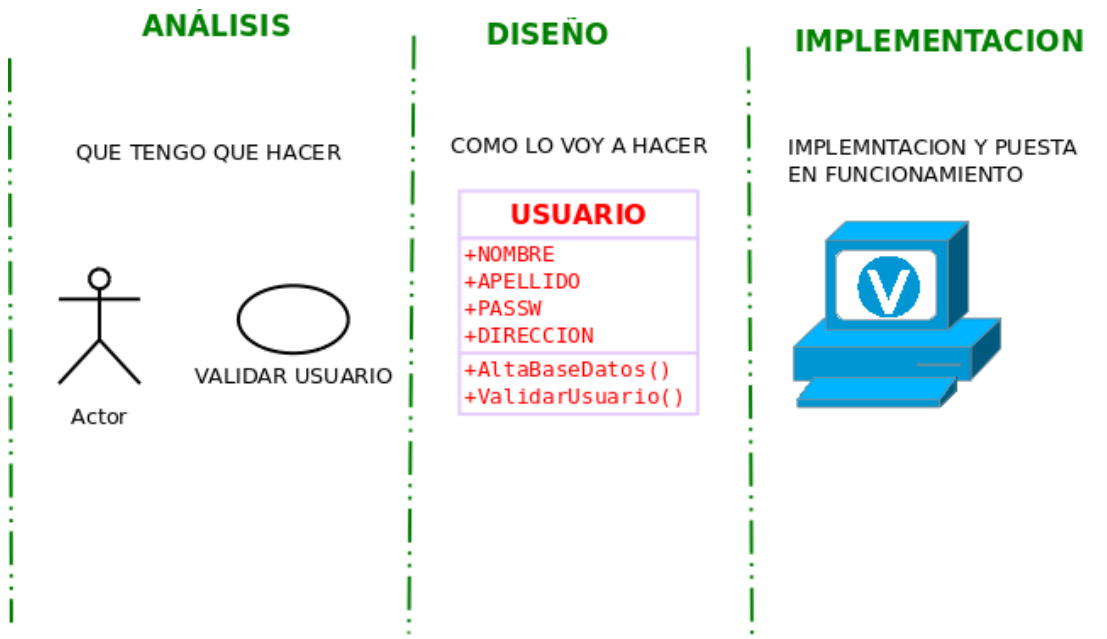 ANÁLISIS
QUE TENGO QUE HACER
Actor
VALIDAR USUARIO
DISEÑO
COMO LO VOY A HACER
USUARIO
+NOMBRE
+APELLIDO
+PASSW
+DIRECCION
+AltaBaseDatos()
+ValidarUsuario()
IMPLEMENTACION
IMPLEMNTACION Y PUESTA
EN FUNCIONAMIENTO
V